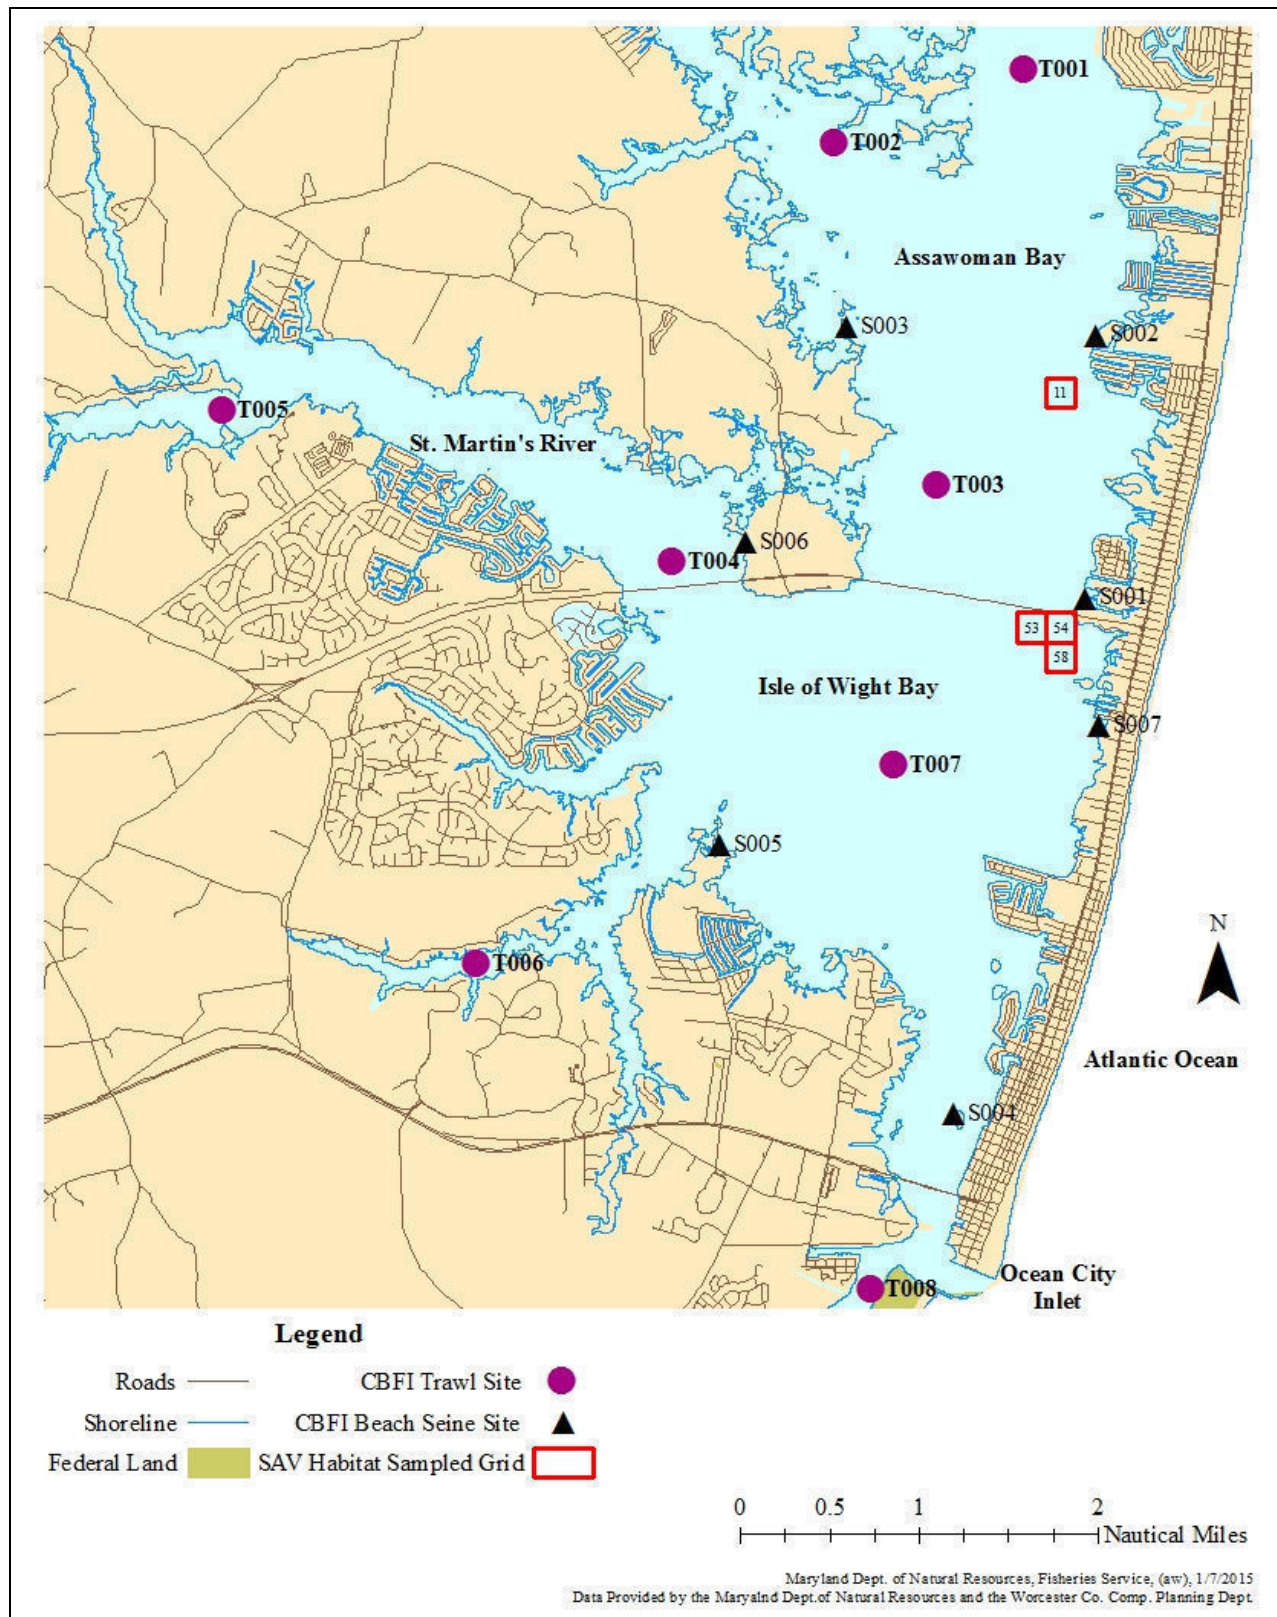 T001
T002
Assawoman Bay
S003
S002
11
T005
St. Martin's River
T003
S006
T004
S001
53 54
58
Isle of Wight Bay
S007
T007
S005
N
T006
Atlantic Ocean
S004
Ocean City
Inlet
T008
Legend
Roads CBFI Trawl Site
Shoreline CBFI Beach Seine Site
Federal Land SAV Habitat Sampled Grid
0 0.5 1 2
Nautical Miles
Maryland Dept. of Natural Resources, Fisheries Service, (aw), 1/7/2015
Data Provided by the Maryalnd Dept.of Natural Resources and the Worcester Co. Comp. Planning Dept.